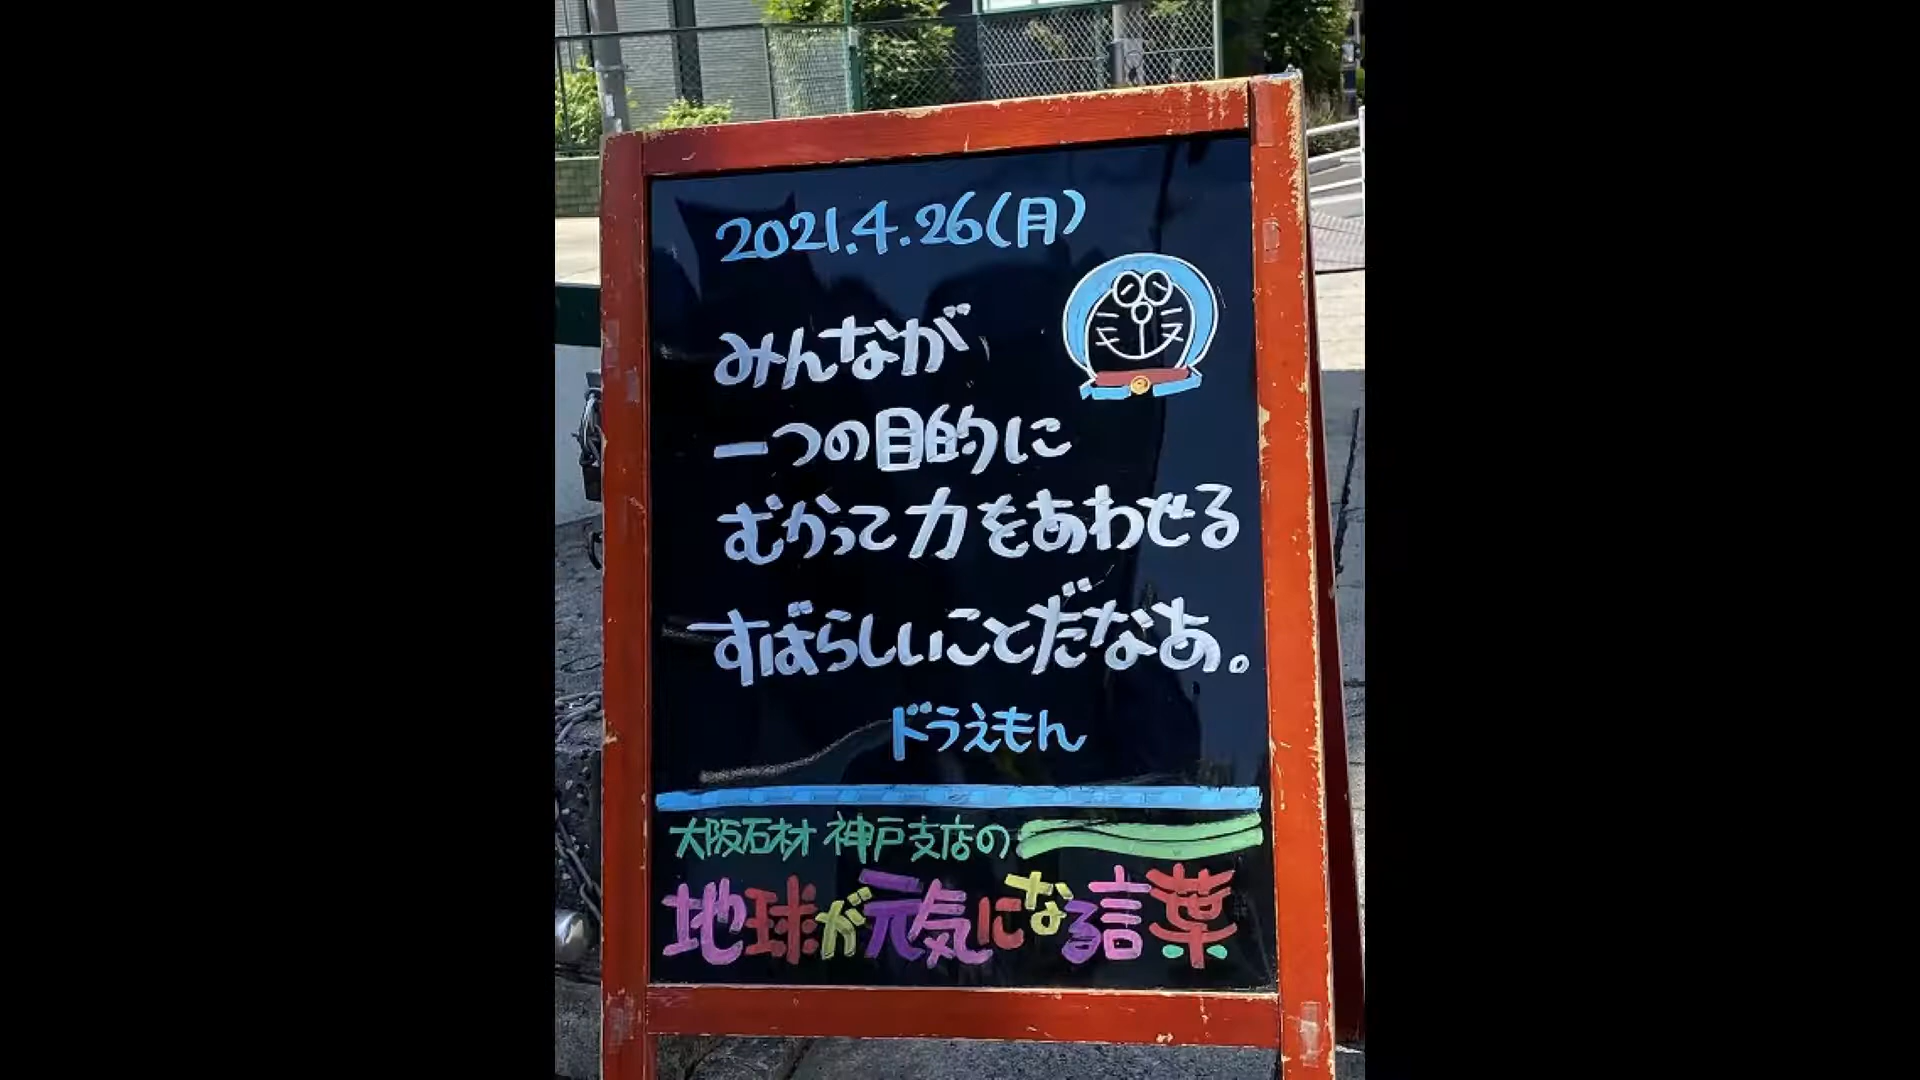 2021.4.26(月)
みんなが
一つの目的に
むかって力をあわせる
すばらしいことだなあ。
ドラえもん
大阪石材 神戸支店の
地球が元気になる言葉